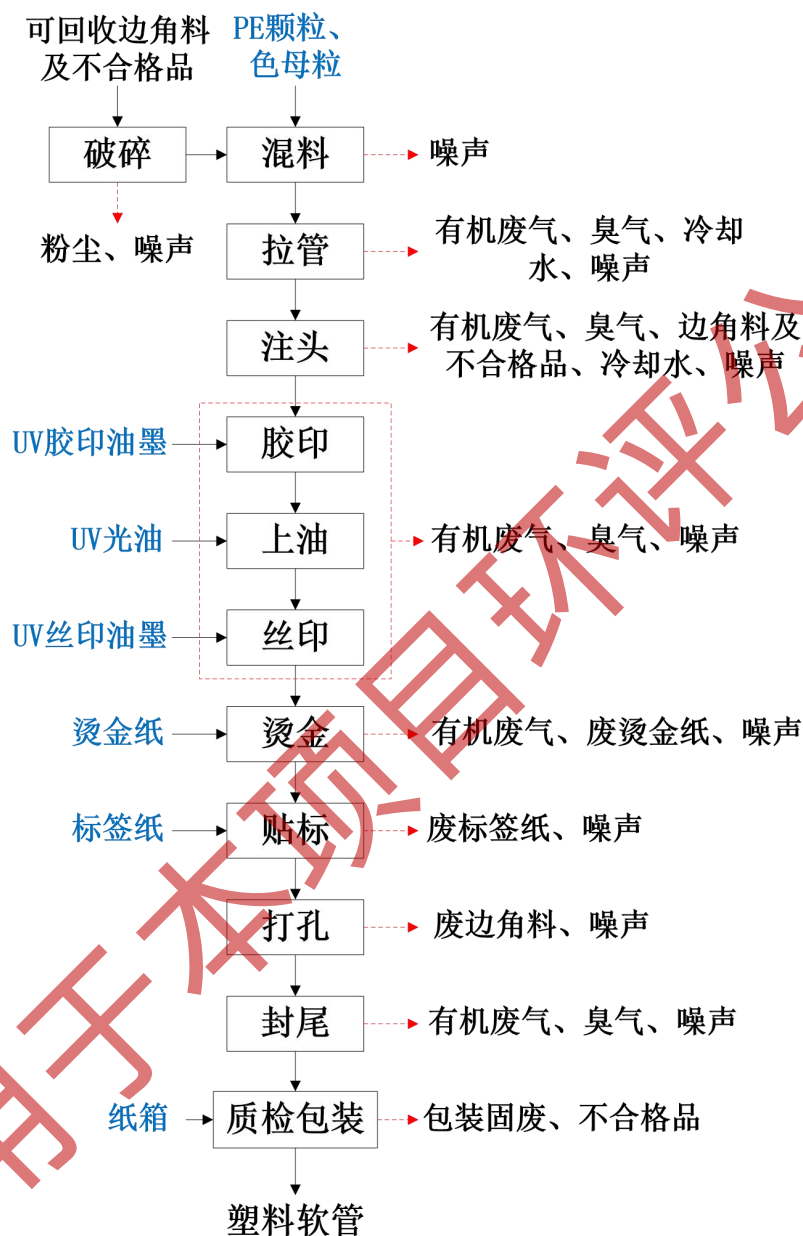 可回收边角料
及不合格品
PE颗粒、
色母粒
破碎
混料
噪声
粉尘、噪声
拉管
有机废气、臭气、冷却
水、噪声
注头
有机废气、臭气、边角料及
不合格品、冷却水、噪声
UV胶印油墨
胶印
UV光油
上油
有机废气、臭气、噪声
UV丝印油墨
丝印
烫金纸
烫金
有机废气、废烫金纸、噪声
标签纸
贴标
废标签纸、噪声
打孔
废边角料、噪声
封尾
有机废气、臭气、噪声
纸箱
质检包装
包装固废、不合格品
塑料软管
用于本项目环评公